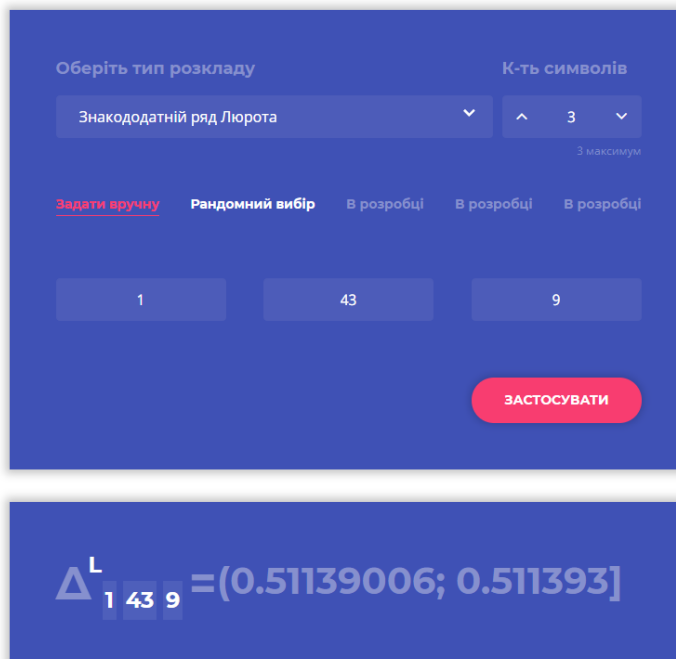 Оберіть тип розкладу К-ть символів
Знакододатній ряд Люрота 3
3 максимум
Задати вручну Рандомний вибір В розробці В розробці В розробці
1 43 9
ЗАСТОСУВАТИ
Δ L 1 43 9 =(0.51139006; 0.511393]